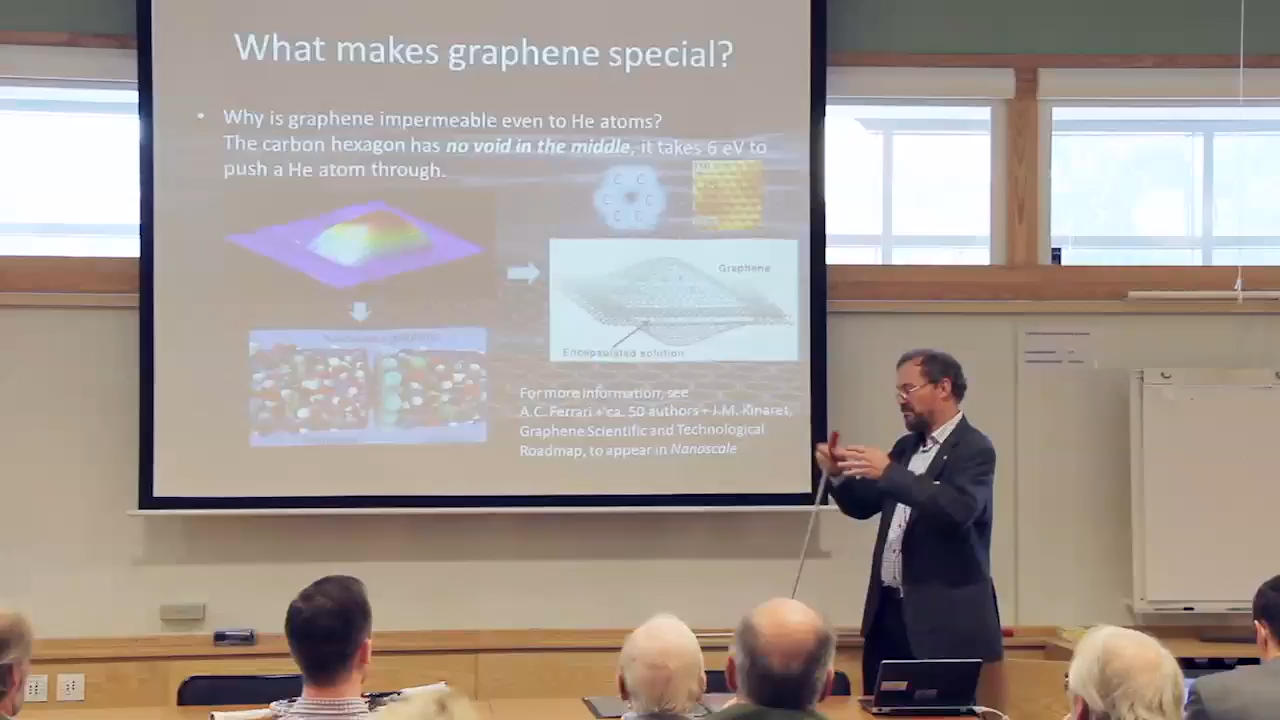 What makes graphene special?
• Why is graphene impermeable even to He atoms?
The carbon hexagon has no void in the middle, it takes 6 eV to
push a He atom through.
C C
C C
C C
Graphene
Encapsulated solution
For more information, see
A.C. Ferrari + ca. 50 authors + J.M. Kinaret,
Graphene Scientific and Technological
Roadmap, to appear in Nanoscale